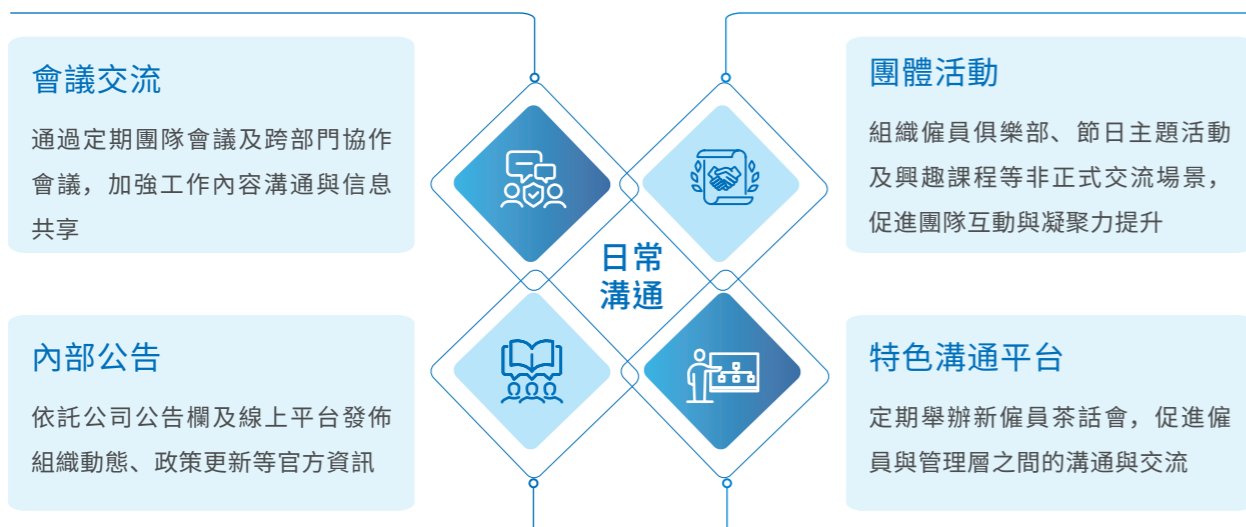 會議交流
通過定期團隊會議及跨部門協作
會議，加強工作內容溝通與信息
共享
團體活動
組織僱員俱樂部、節日主題活動
及興趣課程等非正式交流場景，
促進團隊互動與凝聚力提升
日常
溝通
內部公告
依託公司公告欄及線上平台發佈
組織動態、政策更新等官方資訊
特色溝通平台
定期舉辦新僱員茶話會，促進僱
員與管理層之間的溝通與交流